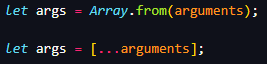 let args = Array.from(arguments);
let args = [...arguments];